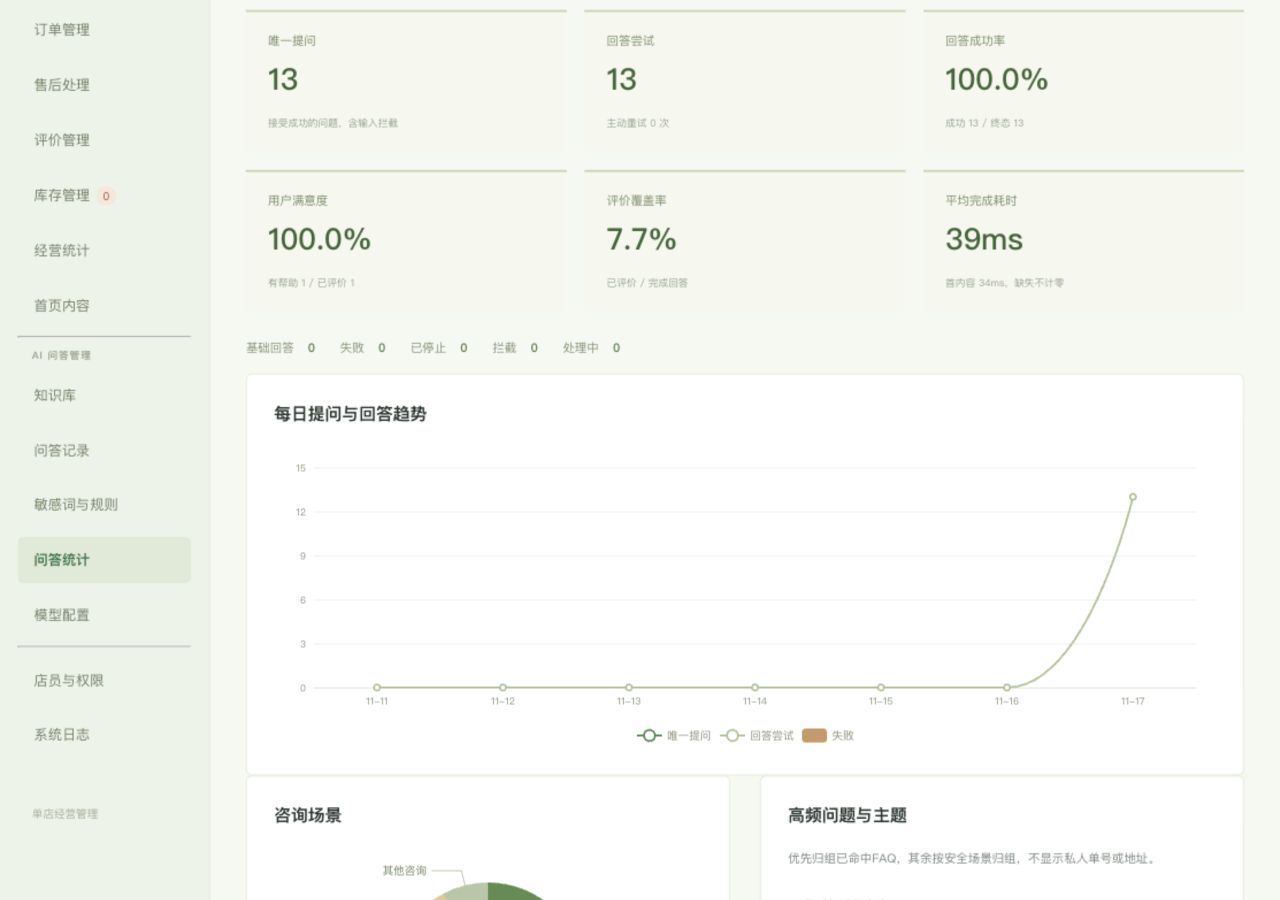 订单管理
售后处理
评价管理
库存管理 0
经营统计
首页内容
AI 问答管理
知识库
问答记录
敏感词与规则
问答统计
模型配置
店员与权限
系统日志
单店经营管理
唯一提问
13
接受成功的问题，含输入拦截
回答尝试
13
主动重试 0 次
回答成功率
100.0%
成功 13 / 终态 13
用户满意度
100.0%
有帮助 1 / 已评价 1
评价覆盖率
7.7%
已评价 / 完成回答
平均完成耗时
39ms
首内容 34ms，缺失不计零
基础回答 0 失败 0 已停止 0 拦截 0 处理中 0
每日提问与回答趋势
15
12
9
6
3
0
11-11 11-12 11-13 11-14 11-15 11-16 11-17
唯一提问 回答尝试 失败
咨询场景
其他咨询
高频问题与主题
优先归组已命中FAQ，其余按安全场景归组，不显示私人单号或地址。